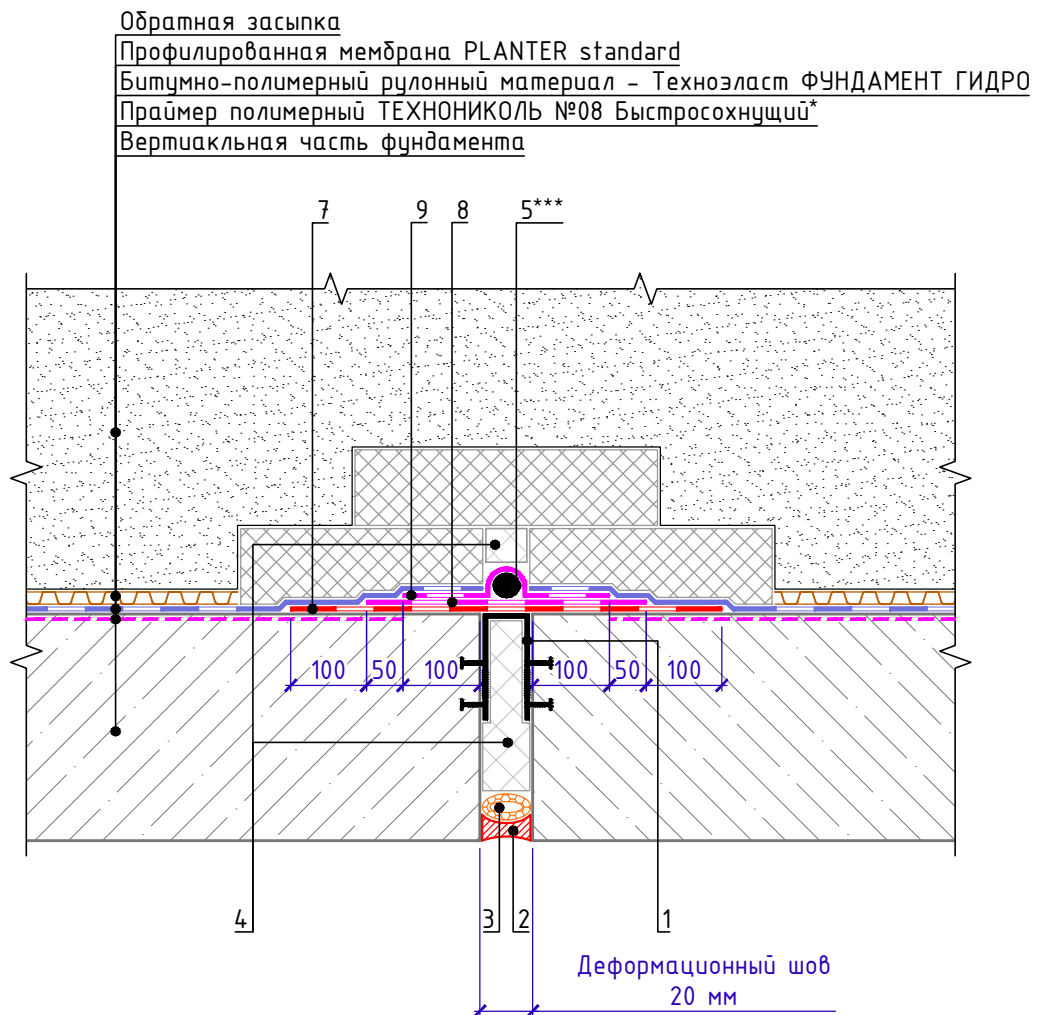 Обратная засыпка
Профилированная мембрана PLANTER standard
Битумно-полимерный рулонный материал - Техноэласт ФУНДАМЕНТ ГИДРО
Праймер полимерный ТЕХНОНИКОЛЬ №08 Быстросохнущий*
Вертиакльная часть фундамента
7 9 8 5***
100 50 100 100 50 100
4 3 2 1
Деформационный шов
20 мм